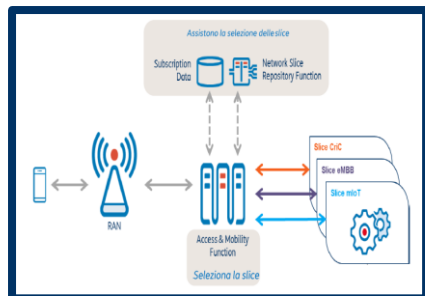 Assistono la selezione delle slice
Subscription
Data
Network Slice
Repository Function
Slice CriC
Slice eMBB
Slice mIoT
RAN
Access & Mobility
Function
Seleziona la slice